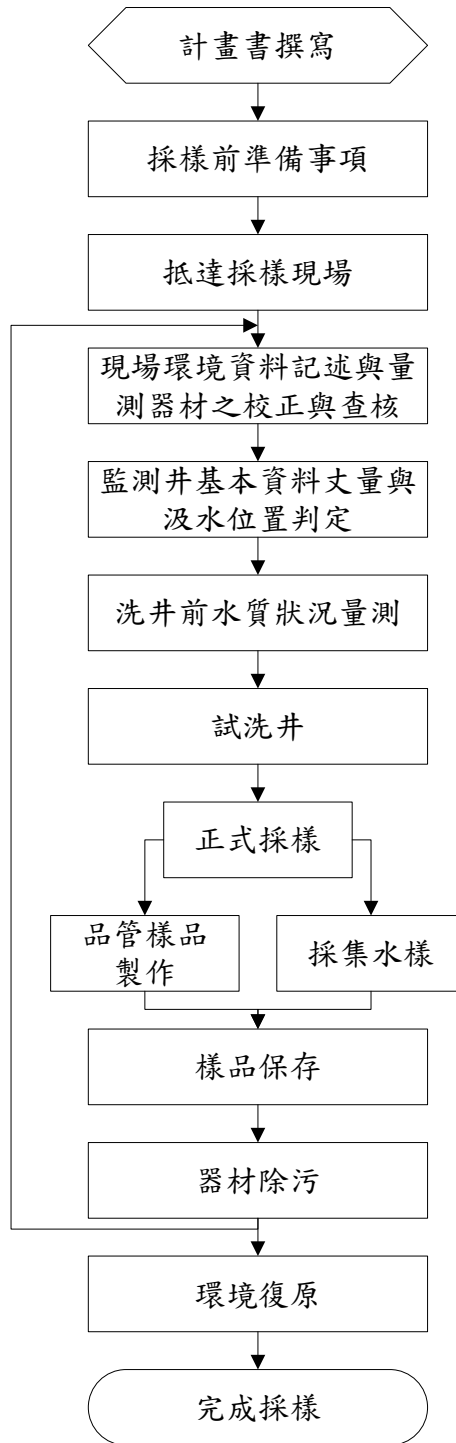 計畫書撰寫
採樣前準備事項
抵達採樣現場
現場環境資料記述與量
測器材之校正與查核
監測井基本資料丈量與
汲水位置判定
洗井前水質狀況量測
試洗井
正式採樣
品管樣品
製作
採集水樣
樣品保存
器材除污
環境復原
完成採樣